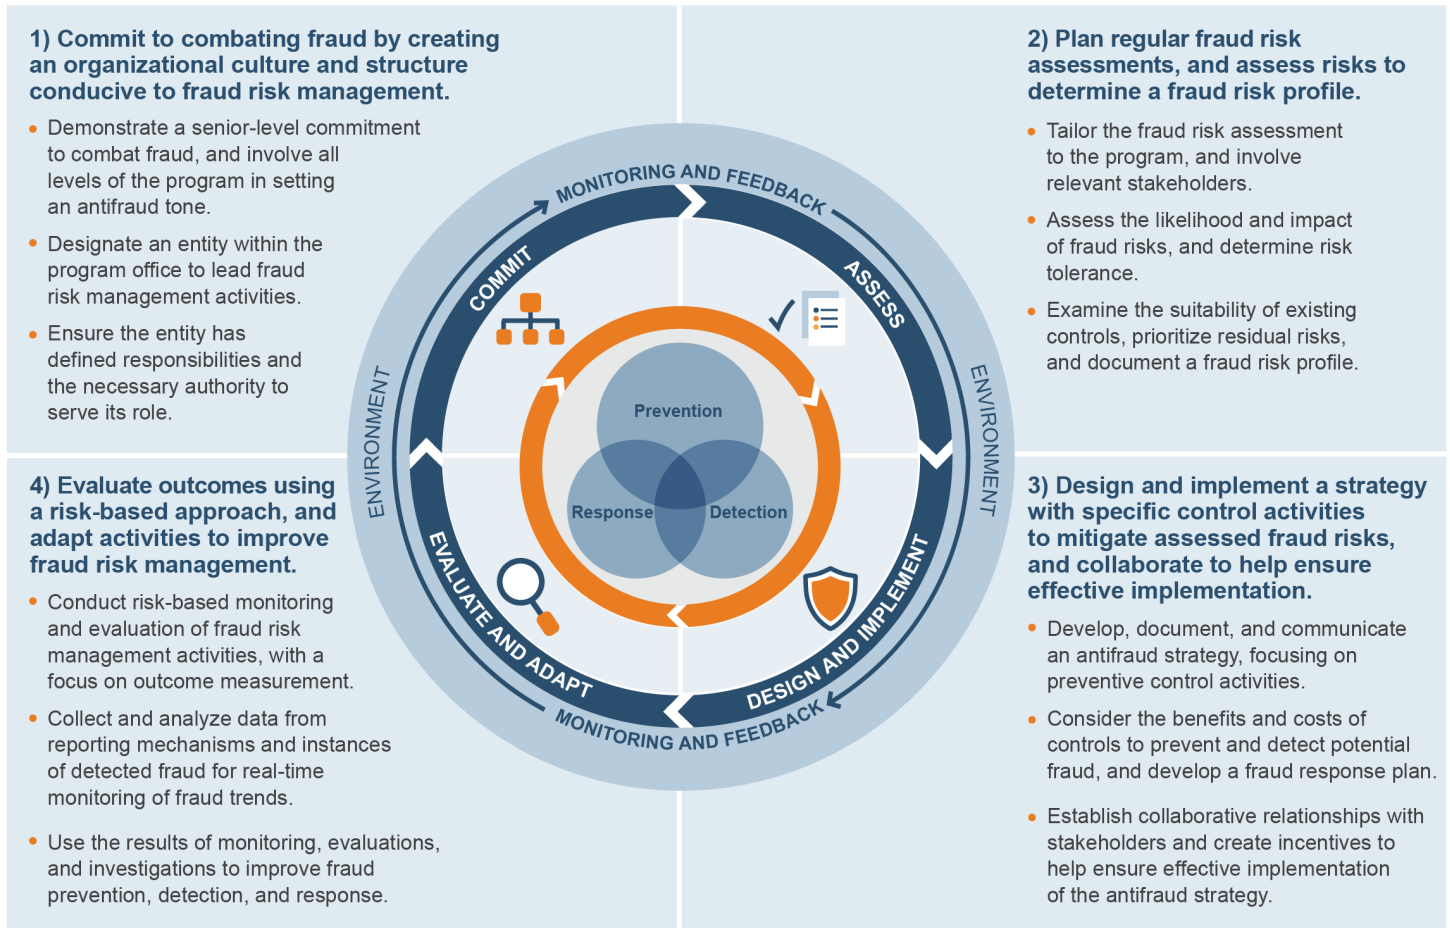 1) Commit to combating fraud by creating
an organizational culture and structure
conducive to fraud risk management.
• Demonstrate a senior-level commitment
to combat fraud, and involve all
levels of the program in setting
an antifraud tone.
• Designate an entity within the
program office to lead fraud
risk management activities.
• Ensure the entity has
defined responsibilities and
the necessary authority to
serve its role.
2) Plan regular fraud risk
assessments, and assess risks to
determine a fraud risk profile.
• Tailor the fraud risk assessment
to the program, and involve
relevant stakeholders.
• Assess the likelihood and impact
of fraud risks, and determine risk
tolerance.
• Examine the suitability of existing
controls, prioritize residual risks,
and document a fraud risk profile.
MONITORING AND FEEDBACK
COMMIT
ASSESS
ENVIRONMENT
ENVIRONMENT
Prevention
Response
Detection
EVALUATE AND ADAPT
DESIGN AND IMPLEMENT
MONITORING AND FEEDBACK
4) Evaluate outcomes using
a risk-based approach, and
adapt activities to improve
fraud risk management.
• Conduct risk-based monitoring
and evaluation of fraud risk
management activities, with a
focus on outcome measurement.
• Collect and analyze data from
reporting mechanisms and instances
of detected fraud for real-time
monitoring of fraud trends.
• Use the results of monitoring, evaluations,
and investigations to improve fraud
prevention, detection, and response.
3) Design and implement a strategy
with specific control activities
to mitigate assessed fraud risks,
and collaborate to help ensure
effective implementation.
• Develop, document, and communicate
an antifraud strategy, focusing on
preventive control activities.
• Consider the benefits and costs of
controls to prevent and detect potential
fraud, and develop a fraud response plan.
• Establish collaborative relationships with
stakeholders and create incentives to
help ensure effective implementation
of the antifraud strategy.